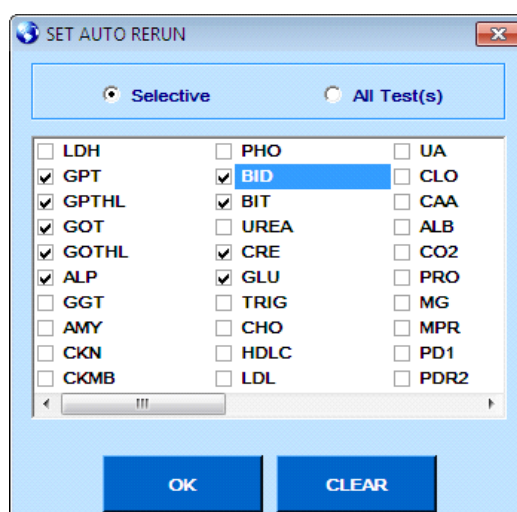 SET AUTO RERUN
Selective All Test(s)
LDH PHO UA
GPT BID CLO
GPTHL BIT CAA
GOT UREA ALB
GOTHL CRE CO2
ALP GLU PRO
GGT TRIG MG
AMY CHO MPR
CKN HDLC PD1
CKMB LDL PDR2
OK CLEAR